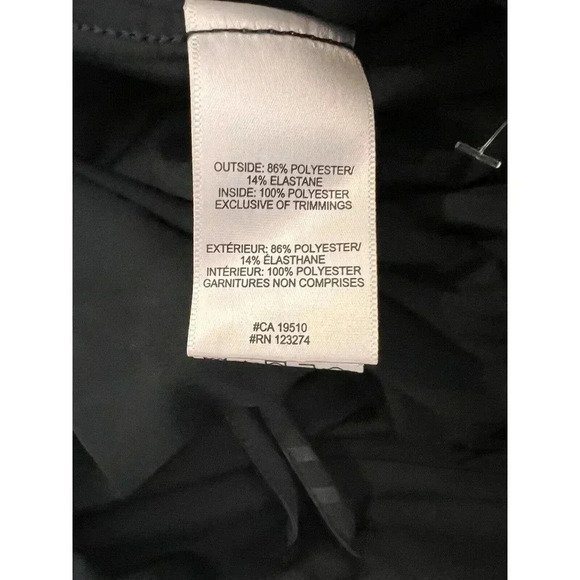 OUTSIDE: 86% POLYESTER/
14% ELASTANE
INSIDE: 100% POLYESTER
EXCLUSIVE OF TRIMMINGS
EXTÉRIEUR: 86% POLYESTER/
14% ÉLASTHANE
INTÉRIEUR: 100% POLYESTER
GARNITURES NON COMPRISES
#CA 19510
#RN 123274